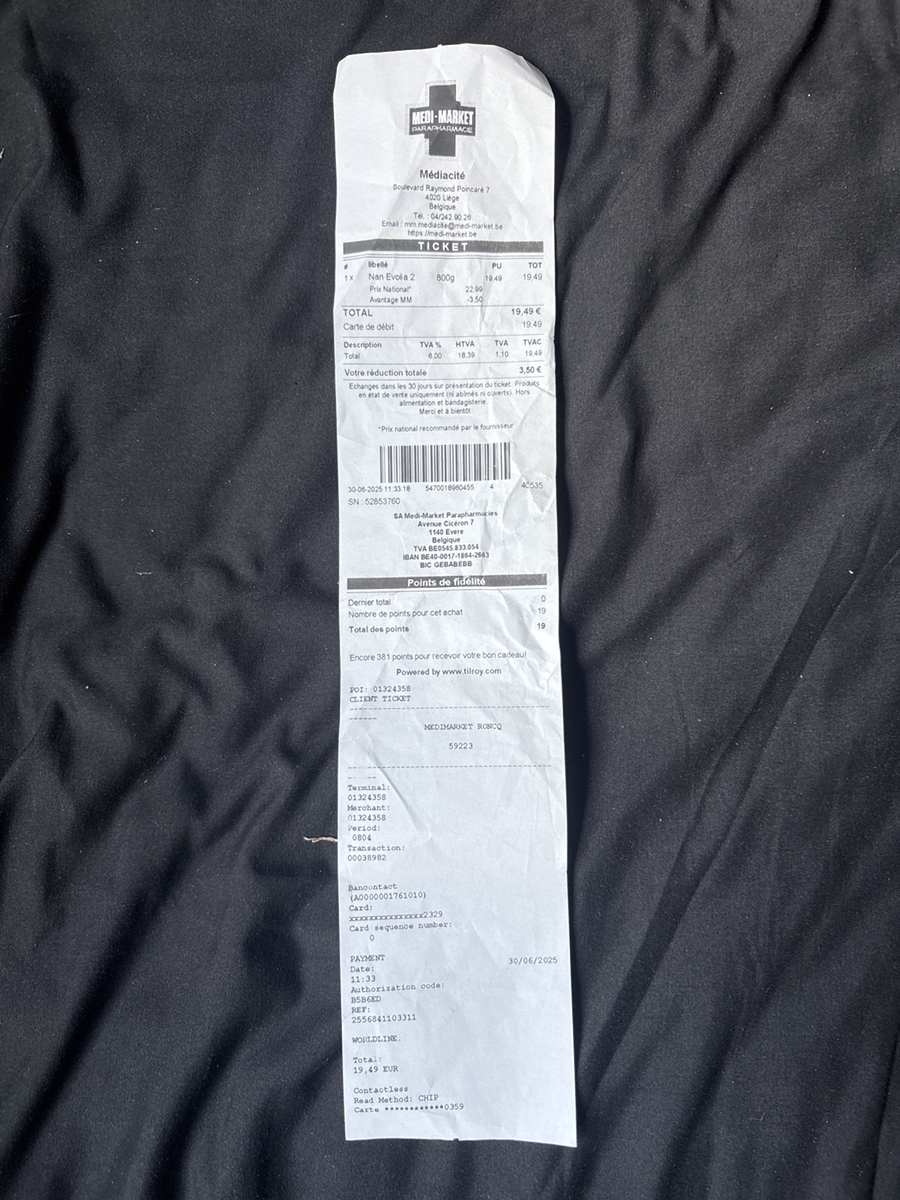 MEDI-MARKET
PARAPHARMACIE
Médiacité
Boulevard Raymond Poincaré 7
4020 Liège
Belgique
Tél. : 04/242.90.26
Email : mm.mediacite@medi-market.be
https://medi-market.be
TICKET
# libellé PU TOT
1 x Nan Evolia 2 800g 19,49 19,49
Prix National* 22,99
Avantage MM -3,50
TOTAL 19,49 €
Carte de débit 19,49
Description TVA % HTVA TVA TVAC
Total 6,00 18,39 1,10 19,49
Votre réduction totale 3,50 €
Echanges dans les 30 jours sur présentation du ticket. Produits
en état de vente uniquement (ni abîmés ni ouverts). Hors
alimentation et bandagisterie.
Merci et à bientôt
*Prix national recommandé par le fournisseur
30-06-2025 11:33:18 5470018960455 4 40535
SN : 52853760
SA Medi-Market Parapharmacies
Avenue Cicéron 7
1140 Evere
Belgique
TVA BE0545.833.054
IBAN BE40-0017-1864-2663
BIC GEBABEBB
Points de fidélité
Dernier total 0
Nombre de points pour cet achat 19
Total des points 19
Encore 381 points pour recevoir votre bon cadeau!
Powered by www.tilroy.com
POI: 01324358
CLIENT TICKET
MEDIMARKET RONCQ
59223
Terminal:
01324358
Merchant:
01324358
Period:
0804
Transaction:
00038982
Bancontact
(A0000001761010)
Card:
xxxxxxxxxxxxxxx2329
Card sequence number:
0
PAYMENT 30/06/2025
Date:
11:33
Authorization code:
B5B6ED
REF:
2556841103311
WORLDLINE.
Total:
19,49 EUR
Contactless
Read Method: CHIP
Carte ************0359